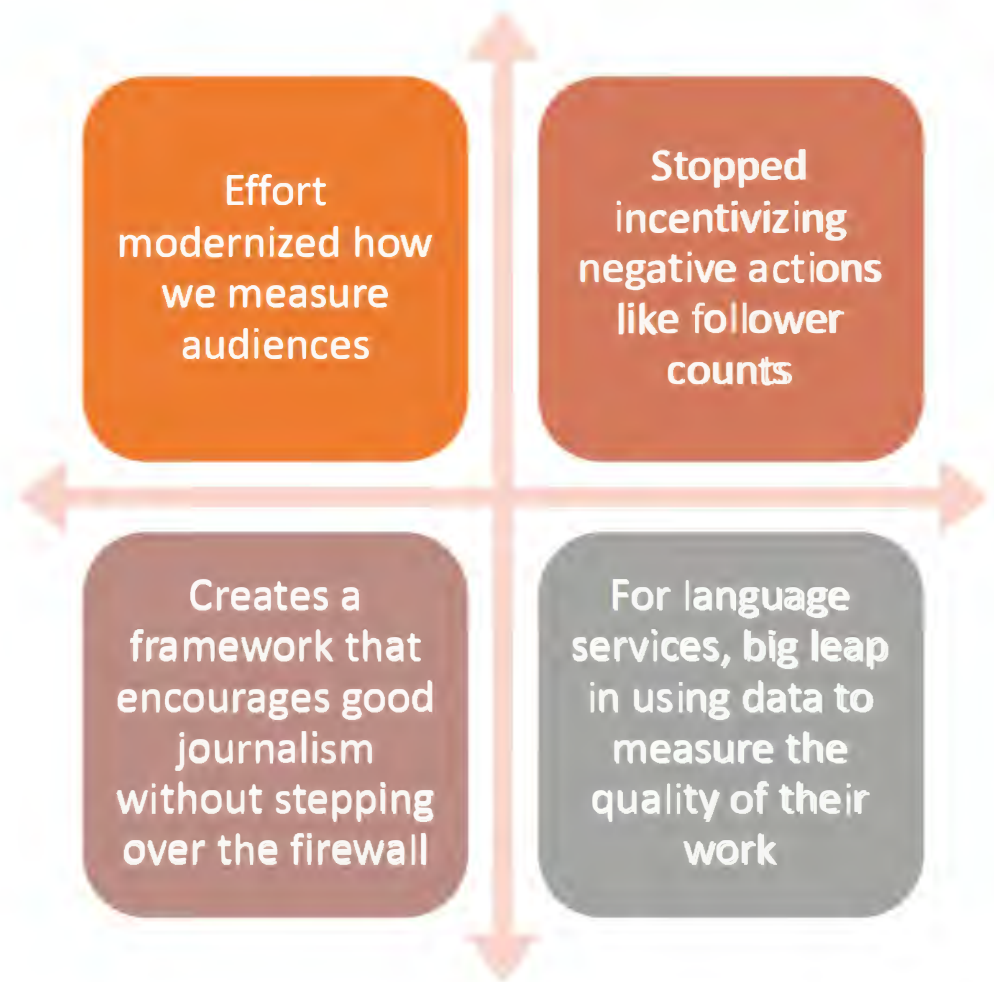 Effort
modernized how
we measure
audiences
Stopped
incentivizing
negative actions
like follower
counts
Creates a
framework that
encourages good
journalism
without stepping
over the firewall
For language
services, big leap
in using data to
measure the
quality of their
work